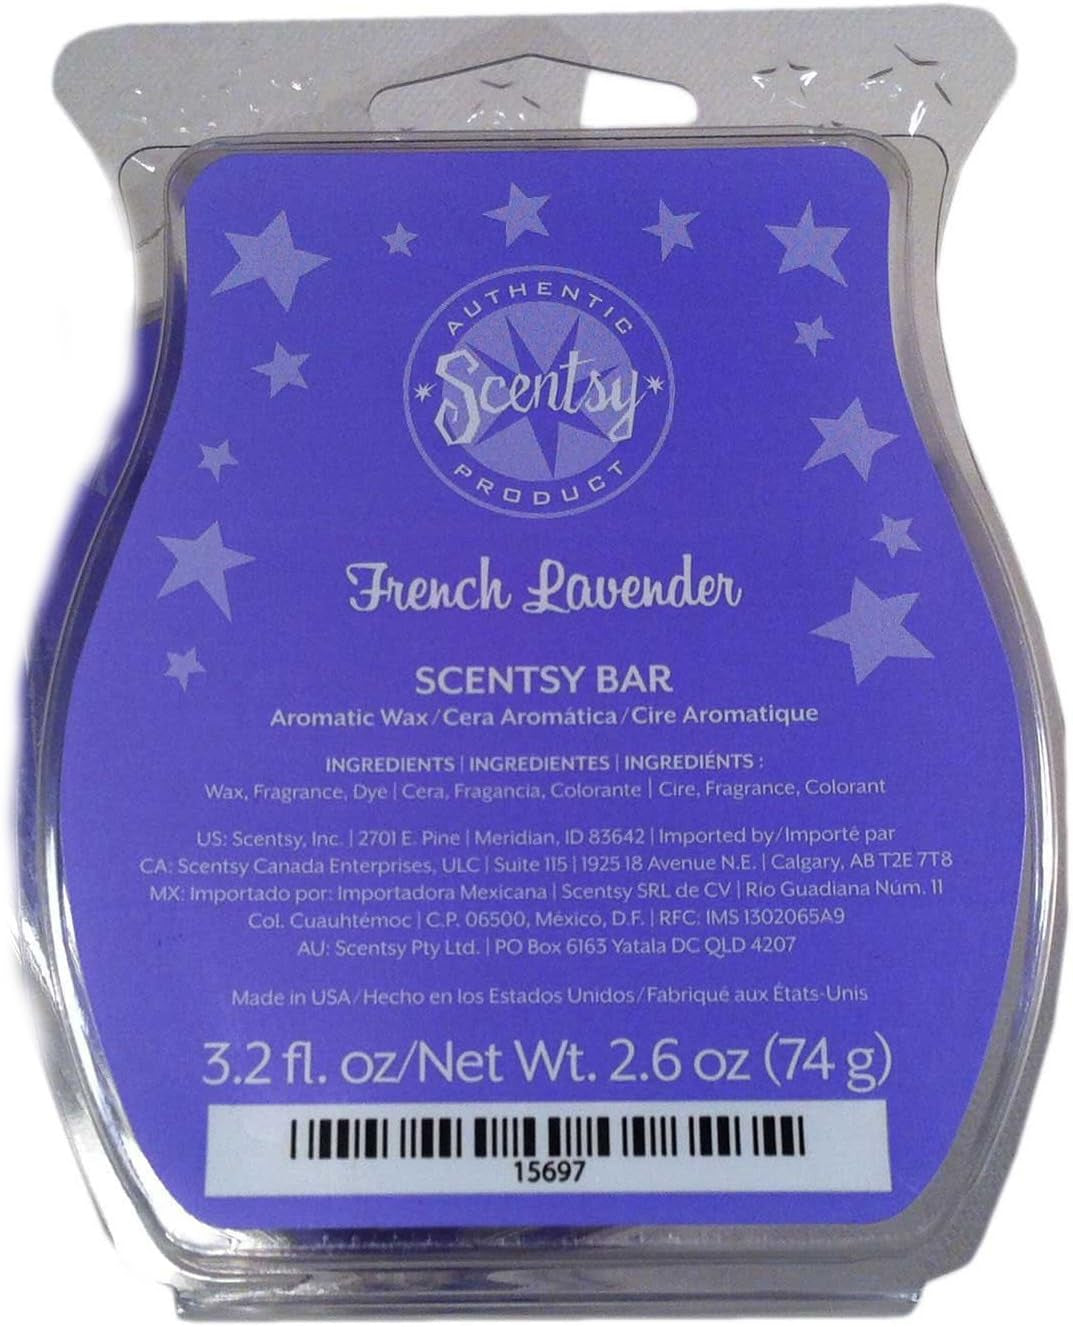 AUTHENTIC
Scentsy
PRODUCT
French Lavender
SCENTSY BAR
Aromatic Wax/Cera Aromática/Cire Aromatique
INGREDIENTS | INGREDIENTES | INGREDIÉNTS :
Wax, Fragrance, Dye | Cera, Fragancia, Colorante | Cire, Fragrance, Colorant
US: Scentsy, Inc. | 2701 E. Pine | Meridian, ID 83642 | Imported by/Importé par
CA: Scentsy Canada Enterprises, ULC | Suite 115 | 1925 18 Avenue N.E. | Calgary, AB T2E 7T8
MX: Importado por: Importadora Mexicana | Scentsy SRL de CV | Rio Guadiana Núm. 11
Col. Cuauhtémoc | C.P. 06500, México, D.F. | RFC: IMS 1302065A9
AU: Scentsy Pty Ltd. | PO Box 6163 Yatala DC QLD 4207
Made in USA/Hecho en los Estados Unidos/Fabriqué aux États-Unis
3.2 fl. oz/Net Wt. 2.6 oz (74 g)
15697